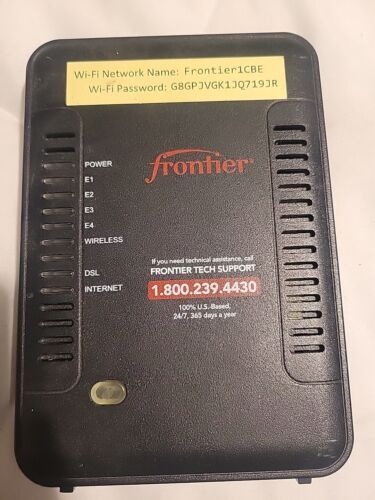 Wi-Fi Network Name: Frontier1CBE
Wi-Fi Password: G8GPJVGK1JQ719JR
frontier®
POWER
E1
E2
E3
E4
WIRELESS
DSL
INTERNET
If you need technical assistance, call
FRONTIER TECH SUPPORT
1.800.239.4430
100% U.S.-Based,
24/7, 365 days a year